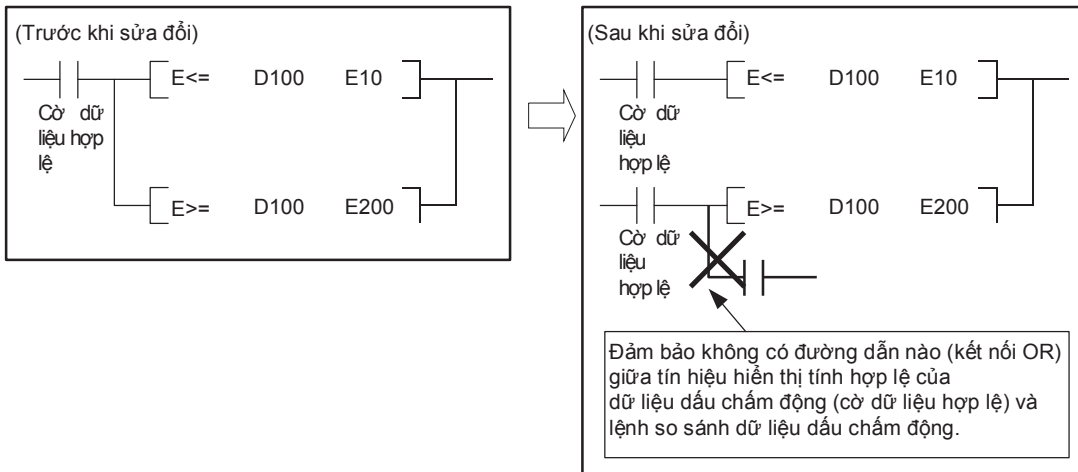 (Trước khi sửa đổi)
E<= D100 E10
Cờ dữ
liệu hợp
lệ
E>= D100 E200
(Sau khi sửa đổi)
E<= D100 E10
Cờ dữ
liệu
hợp lệ
E>= D100 E200
Cờ dữ
liệu
hợp lệ
Đảm bảo không có đường dẫn nào (kết nối OR)
giữa tín hiệu hiển thị tính hợp lệ của
dữ liệu dấu chấm động (cờ dữ liệu hợp lệ) và
lệnh so sánh dữ liệu dấu chấm động.